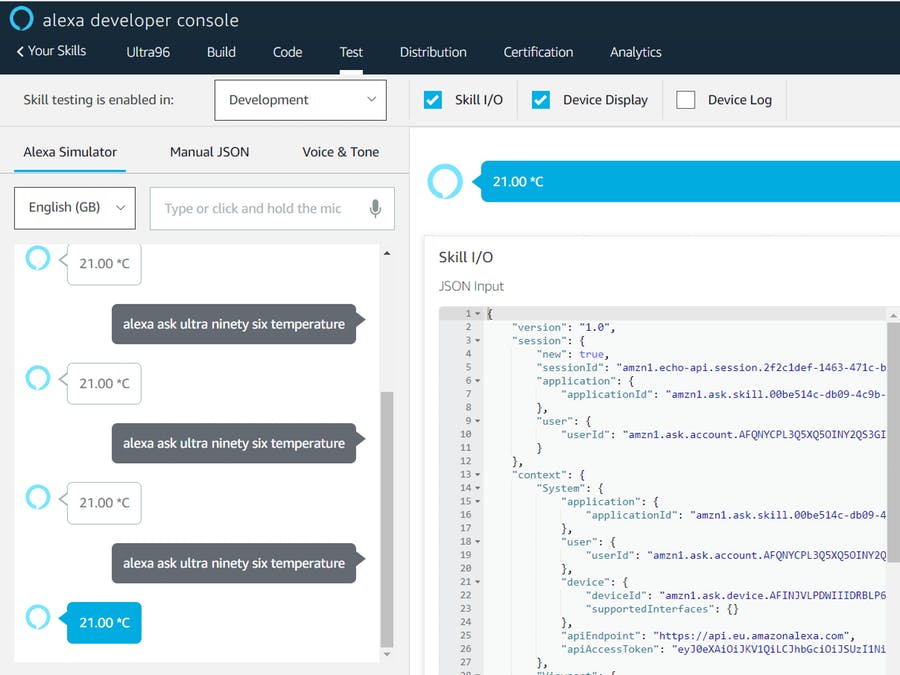 alexa developer console
Your Skills Ultra96 Build Code Test Distribution Certification Analytics
Skill testing is enabled in: Development Skill I/O Device Display Device Log
Alexa Simulator Manual JSON Voice & Tone
English (GB) Type or click and hold the mic
21.00 °C
alexa ask ultra ninety six temperature
21.00 °C
alexa ask ultra ninety six temperature
21.00 °C
alexa ask ultra ninety six temperature
21.00 °C
21.00 °C
Skill I/O
JSON Input
1 {
2 "version": "1.0",
3 "session": {
4 "new": true,
5 "sessionId": "amzn1.echo-api.session.2f2c1def-1463-471c-b
6 "application": {
7 "applicationId": "amzn1.ask.skill.00be514c-db09-4c9b-
8 },
9 "user": {
10 "userId": "amzn1.ask.account.AFQNYCPL3Q5XQ5OINY2QS3GI
11 }
12 },
13 "context": {
14 "System": {
15 "application": {
16 "applicationId": "amzn1.ask.skill.00be514c-db09-4
17 },
18 "user": {
19 "userId": "amzn1.ask.account.AFQNYCPL3Q5XQ5OINY2Q
20 },
21 "device": {
22 "deviceId": "amzn1.ask.device.AFINJVLPDWIIIDRBLP6
23 "supportedInterfaces": {}
24 },
25 "apiEndpoint": "https://api.eu.amazonalexa.com",
26 "apiAccessToken": "eyJ0eXAiOiJKV1QiLCJhbGciOiJSUzI1Ni
27 },
28 "Viewport": {